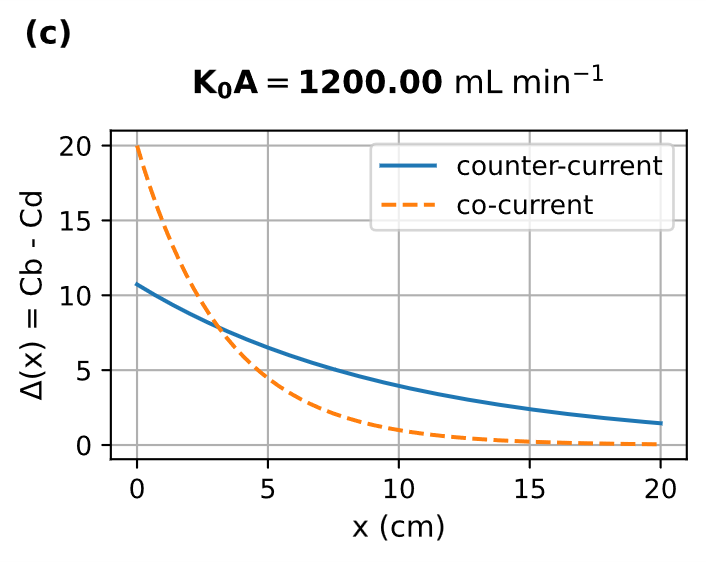 (c)
K₀A = 1200.00 mL min⁻¹
counter-current
co-current
Δ(x) = Cb - Cd
20
15
10
5
0
0 5 10 15 20
x (cm)